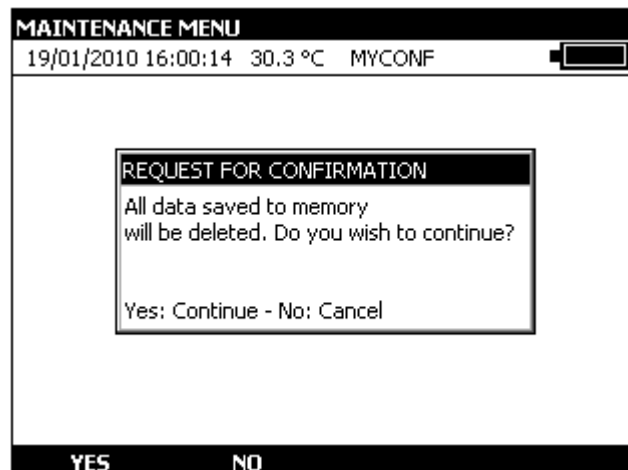 MAINTENANCE MENU
19/01/2010 16:00:14 30.3 °C MYCONF
REQUEST FOR CONFIRMATION
All data saved to memory
will be deleted. Do you wish to continue?
Yes: Continue - No: Cancel
YES NO